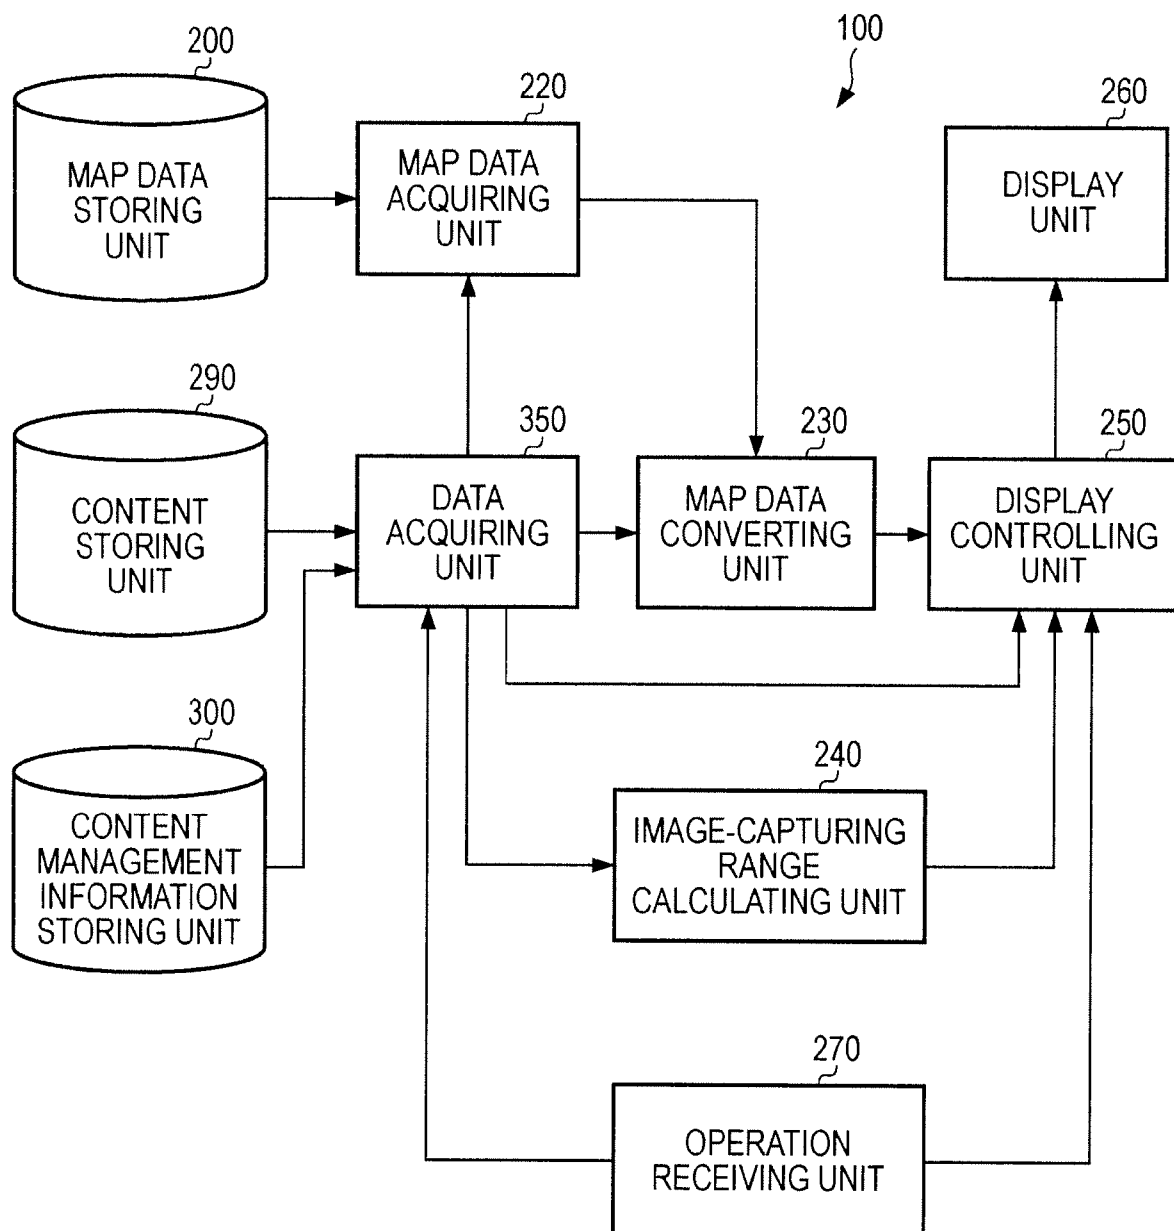 100
200
MAP DATA
STORING
UNIT
220
MAP DATA
ACQUIRING
UNIT
260
DISPLAY
UNIT
290
CONTENT
STORING
UNIT
350
DATA
ACQUIRING
UNIT
230
MAP DATA
CONVERTING
UNIT
250
DISPLAY
CONTROLLING
UNIT
300
CONTENT
MANAGEMENT
INFORMATION
STORING UNIT
240
IMAGE-CAPTURING
RANGE
CALCULATING UNIT
270
OPERATION
RECEIVING UNIT